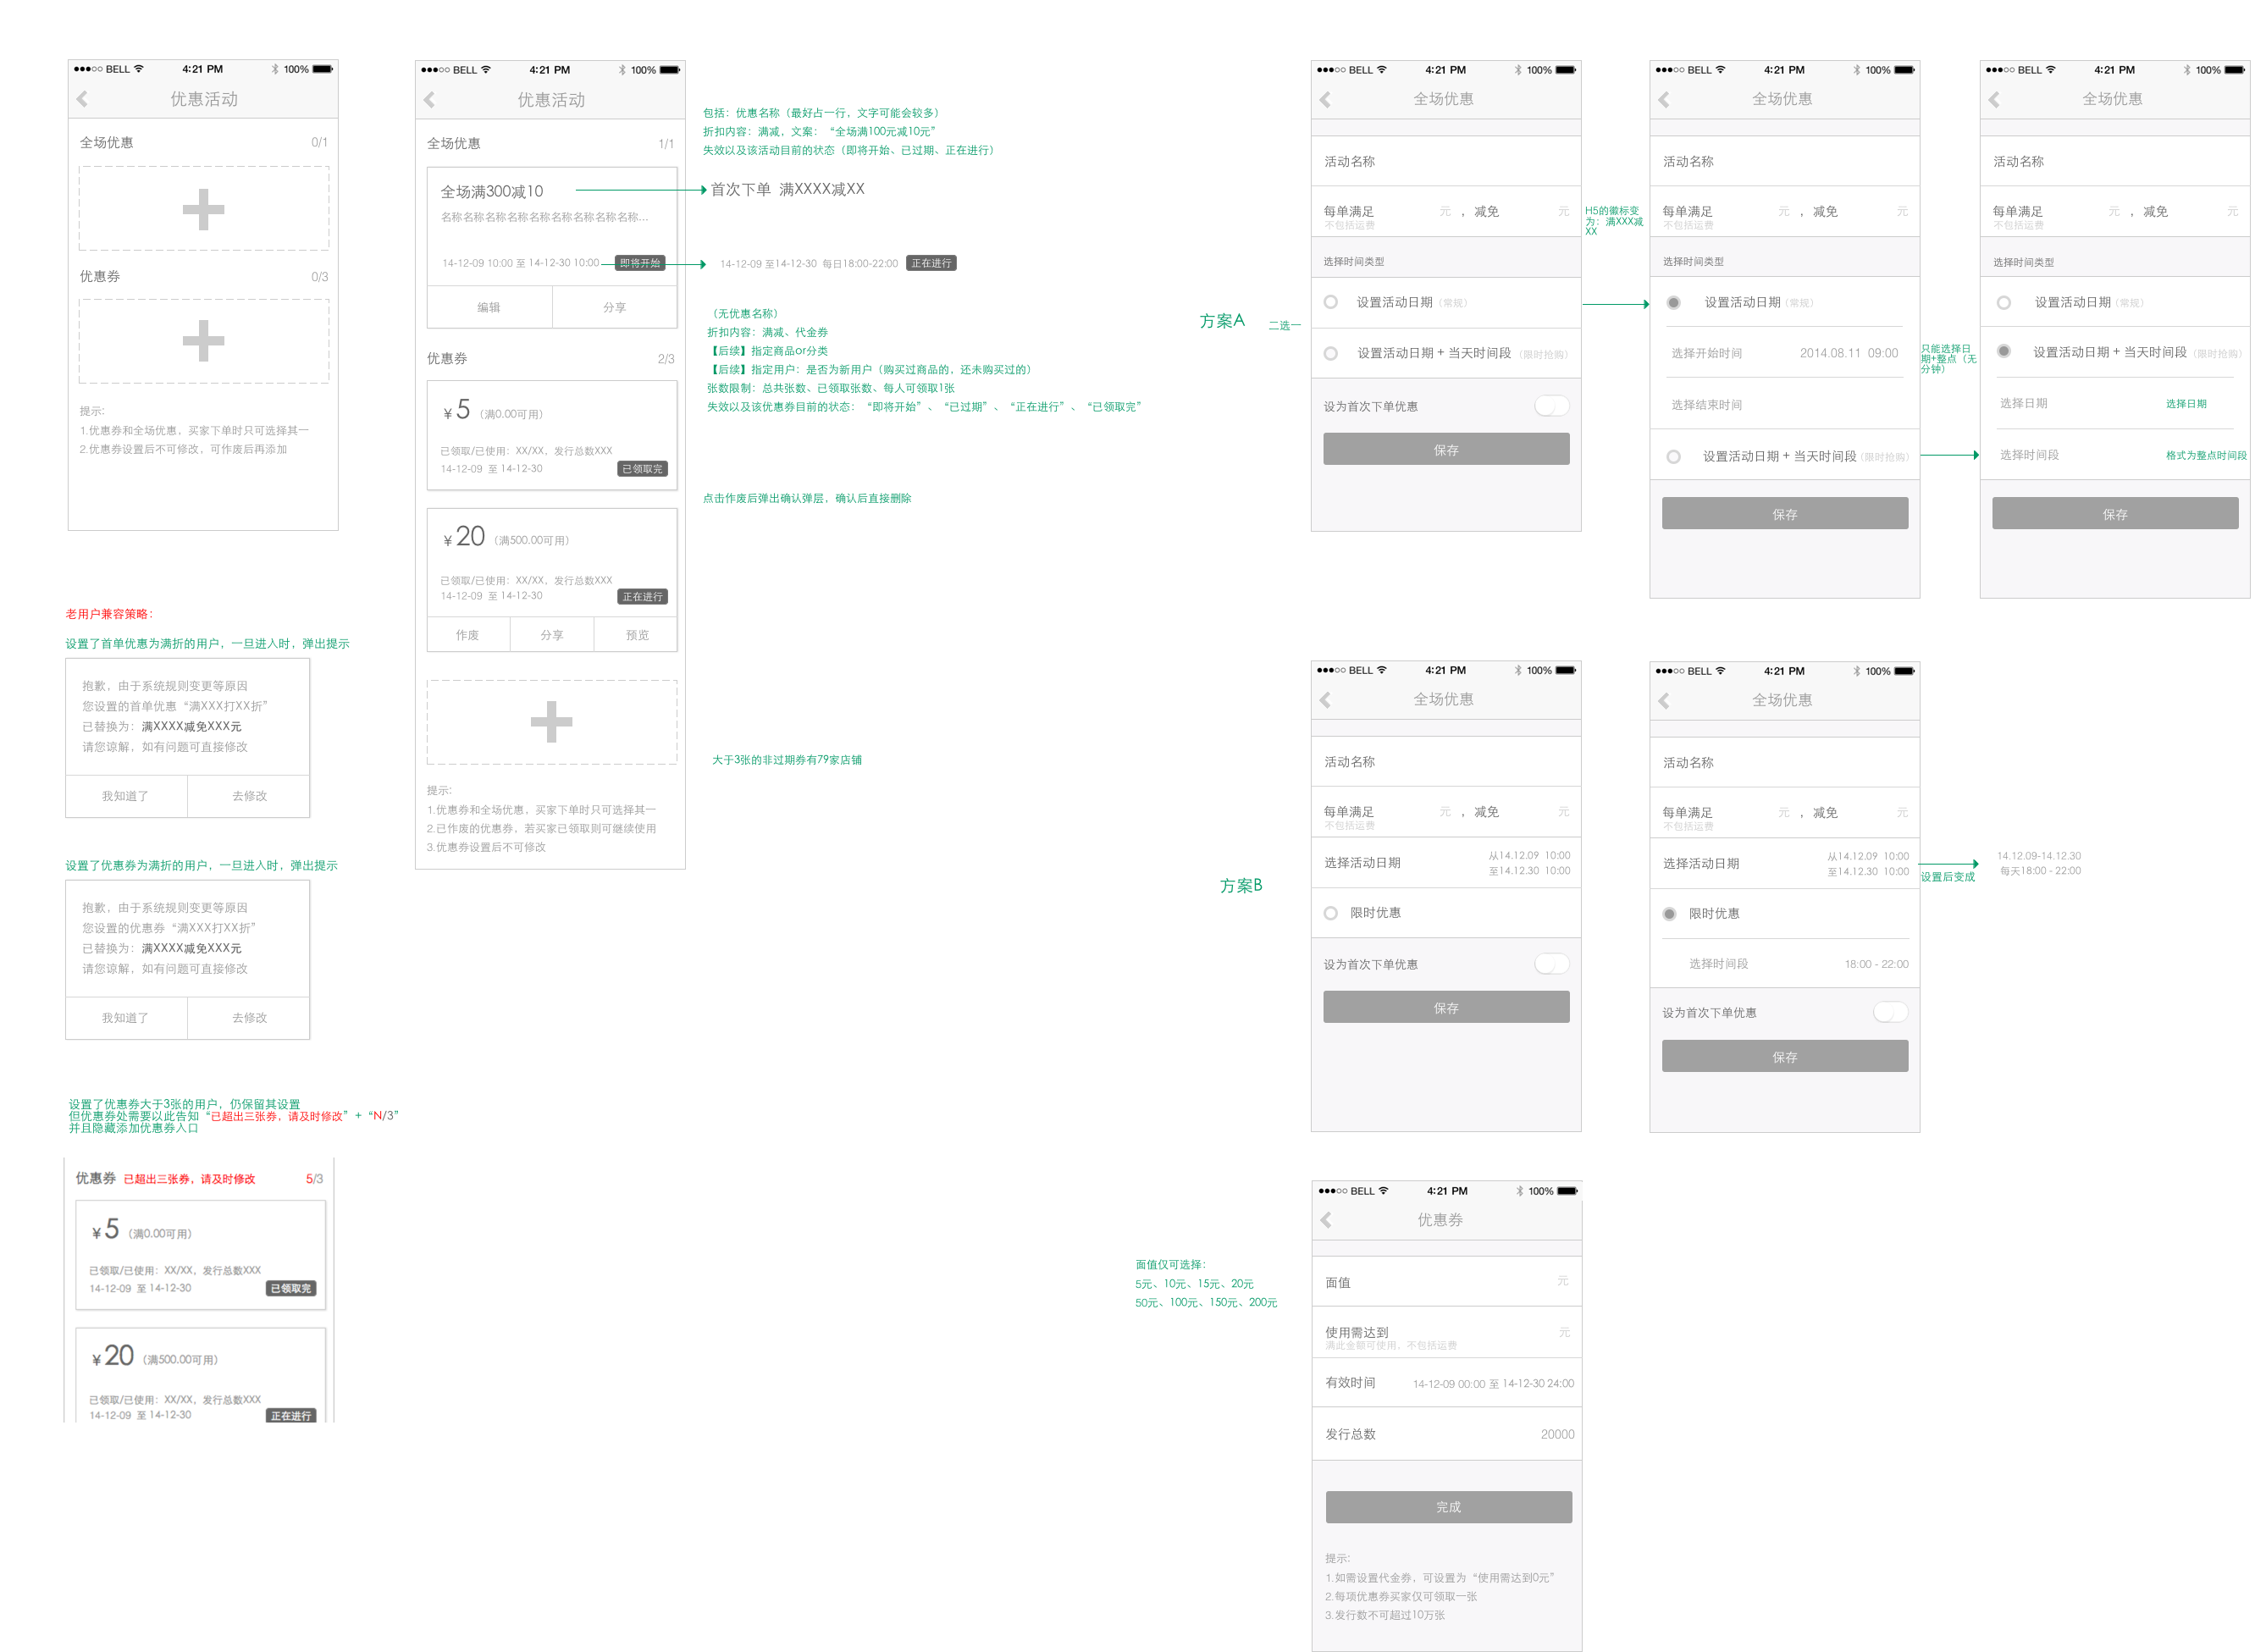 BELL 4:21 PM 100%
优惠活动
全场优惠 0/1
优惠券 0/3
提示:
1.优惠券和全场优惠，买家下单时只可选择其一
2.优惠券设置后不可修改，可作废后再添加
老用户兼容策略：
设置了首单优惠为满折的用户，一旦进入时，弹出提示
抱歉，由于系统规则变更等原因
您设置的首单优惠“满XXX打XX折”
已替换为：满XXXX减免XXX元
请您谅解，如有问题可直接修改
我知道了 去修改
设置了优惠券为满折的用户，一旦进入时，弹出提示
抱歉，由于系统规则变更等原因
您设置的优惠券“满XXX打XX折”
已替换为：满XXXX减免XXX元
请您谅解，如有问题可直接修改
我知道了 去修改
设置了优惠券大于3张的用户，仍保留其设置
但优惠券处需要以此告知“已超出三张券，请及时修改”+“N/3”
并且隐藏添加优惠券入口
优惠券 已超出三张券，请及时修改 5/3
¥5（满0.00可用）
已领取/已使用：XX/XX，发行总数XXX
14-12-09 至 14-12-30 已领取完
¥20（满500.00可用）
已领取/已使用：XX/XX，发行总数XXX
14-12-09 至 14-12-30 正在进行
BELL 4:21 PM 100%
优惠活动
全场优惠 1/1
全场满300减10
名称名称名称名称名称名称名称名称名称...
14-12-09 10:00 至 14-12-30 10:00 即将开始
编辑 分享
优惠券 2/3
¥5（满0.00可用）
已领取/已使用：XX/XX，发行总数XXX
14-12-09 至 14-12-30 已领取完
¥20（满500.00可用）
已领取/已使用：XX/XX，发行总数XXX
14-12-09 至 14-12-30 正在进行
作废 分享 预览
提示:
1.优惠券和全场优惠，买家下单时只可选择其一
2.已作废的优惠券，若买家已领取则可继续使用
3.优惠券设置后不可修改
包括：优惠名称（最好占一行，文字可能会较多）
折扣内容：满减，文案：“全场满100元减10元”
失效以及该活动目前的状态（即将开始、已过期、正在进行）
首次下单 满XXXX减XX
14-12-09 至14-12-30 每日18:00-22:00 正在进行
（无优惠名称）
折扣内容：满减、代金券
【后续】指定商品or分类
【后续】指定用户：是否为新用户（购买过商品的，还未购买过的）
张数限制：总共张数、已领取张数、每人可领取1张
失效以及该优惠券目前的状态：“即将开始”、“已过期”、“正在进行”、“已领取完”
点击作废后弹出确认弹层，确认后直接删除
大于3张的非过期券有79家店铺
方案A
二选一
BELL 4:21 PM 100%
全场优惠
活动名称
每单满足 元 ，减免 元
不包括运费
选择时间类型
设置活动日期（常规）
设置活动日期 + 当天时间段（限时抢购）
设为首次下单优惠
保存
H5的徽标变
为：满XXX减
XX
BELL 4:21 PM 100%
全场优惠
活动名称
每单满足 元 ，减免 元
不包括运费
选择时间类型
设置活动日期（常规）
选择开始时间 2014.08.11 09:00
选择结束时间
设置活动日期 + 当天时间段（限时抢购）
保存
只能选择日
期+整点（无
分钟）
BELL 4:21 PM 100%
全场优惠
活动名称
每单满足 元 ，减免 元
不包括运费
选择时间类型
设置活动日期（常规）
设置活动日期 + 当天时间段（限时抢购）
选择日期 选择日期
选择时间段 格式为整点时间段
保存
方案B
BELL 4:21 PM 100%
全场优惠
活动名称
每单满足 元 ，减免 元
不包括运费
选择活动日期 从14.12.09 10:00
至14.12.30 10:00
限时优惠
设为首次下单优惠
保存
BELL 4:21 PM 100%
全场优惠
活动名称
每单满足 元 ，减免 元
不包括运费
选择活动日期 从14.12.09 10:00
至14.12.30 10:00
限时优惠
选择时间段 18:00 - 22:00
设为首次下单优惠
保存
设置后变成
14.12.09-14.12.30
每天18:00 - 22:00
面值仅可选择：
5元、10元、15元、20元
50元、100元、150元、200元
BELL 4:21 PM 100%
优惠券
面值 元
使用需达到 元
满此金额可使用，不包括运费
有效时间 14-12-09 00:00 至 14-12-30 24:00
发行总数 20000
完成
提示:
1.如需设置代金券，可设置为“使用需达到0元”
2.每项优惠券买家仅可领取一张
3.发行数不可超过10万张